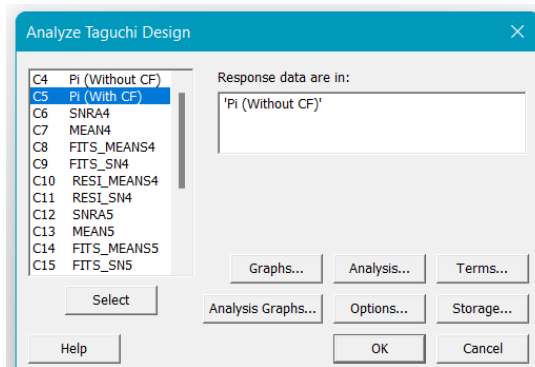 Analyze Taguchi Design
C4 Pi (Without CF)
C5 Pi (With CF)
C6 SNRA4
C7 MEAN4
C8 FITS_MEANS4
C9 FITS_SN4
C10 RESI_MEANS4
C11 RESI_SN4
C12 SNRA5
C13 MEAN5
C14 FITS_MEANS5
C15 FITS_SN5
Response data are in:
'Pi (Without CF)'
Select
Graphs...
Analysis...
Terms...
Analysis Graphs...
Options...
Storage...
Help
OK
Cancel